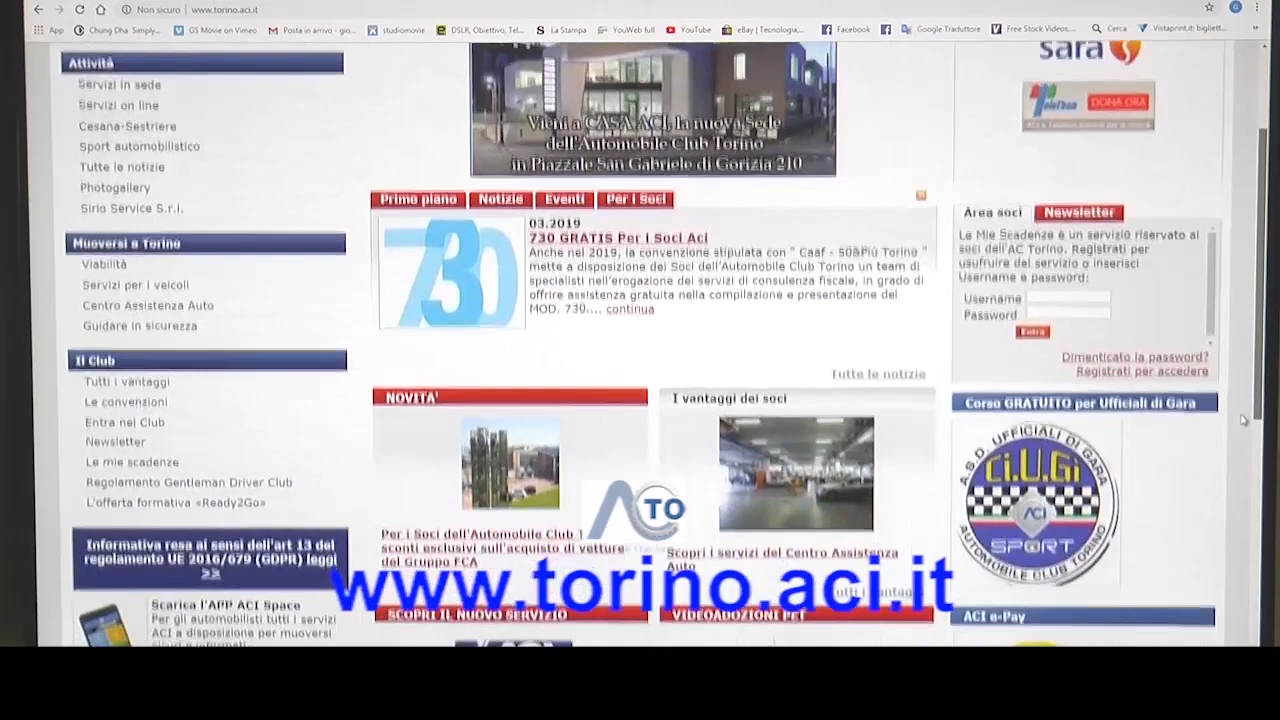 Non sicuro | www.torino.aci.it
App
Chung Dha Simply...
GS Movie on Vimeo
Posta in arrivo - gio...
studiomovie
DSLR, Obiettivo, Tel...
La Stampa
YouWeb full
YouTube
eBay | Tecnologia,...
Facebook
Google Traduttore
Free Stock Videos,...
Cerca
Vistaprint.it: bigliett...
sara
Telethon
DONA ORA
Vieni a CASA ACI, la nuova Sede
dell'Automobile Club Torino
in Piazzale San Gabriele di Gorizia 210
Attività
Servizi in sede
Servizi on line
Cesana-Sestriere
Sport automobilistico
Tutte le notizie
Photogallery
Sirio Service S.r.l.
Muoversi a Torino
Viabilità
Servizi per i veicoli
Centro Assistenza Auto
Guidare in sicurezza
Il Club
Tutti i vantaggi
Le convenzioni
Entra nel Club
Newsletter
Le mie scadenze
Regolamento Gentleman Driver Club
L'offerta formativa «Ready2Go»
Informativa resa ai sensi dell'art 13 del
regolamento UE 2016/679 (GDPR) leggi
>>
Scarica l'APP ACI Space
Per gli automobilisti tutti i servizi
ACI a disposizione per muoversi
sicuri e informati
Primo piano
Notizie
Eventi
Per i Soci
730
03.2019
730 GRATIS Per i Soci Aci
Anche nel 2019, la convenzione stipulata con " Caaf - 50&Più Torino "
mette a disposizione dei Soci dell'Automobile Club Torino un team di
specialisti nell'erogazione dei servizi di consulenza fiscale, in grado di
offrire assistenza gratuita nella compilazione e presentazione del
MOD. 730.... continua
Tutte le notizie
NOVITA'
Per i Soci dell'Automobile Club T
sconti esclusivi sull'acquisto di vetture
del Gruppo FCA
I vantaggi dei soci
Scopri i servizi del Centro Assistenza
Auto
Tutti i vantaggi
TO
www.torino.aci.it
SCOPRI IL NUOVO SERVIZIO
VIDEOADOZIONI PET
Area soci
Newsletter
Le Mie Scadenze è un servizio riservato ai
soci dell'AC Torino. Registrati per
usufruire del servizio o inserisci
Username e password:
Username
Password
Entra
Dimenticato la password?
Registrati per accedere
Corso GRATUITO per Ufficiali di Gara
A.S.D. UFFICIALI DI GARA
Ci.U.Gi
ACI
SPORT
AUTOMOBILE CLUB TORINO
ACI e-Pay